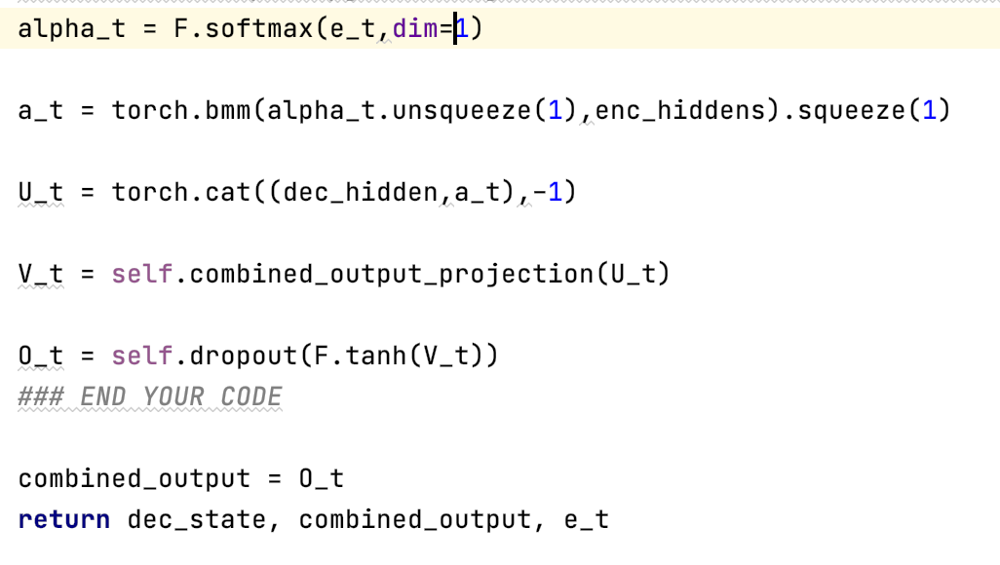 alpha_t = F.softmax(e_t,dim=1)
a_t = torch.bmm(alpha_t.unsqueeze(1),enc_hiddens).squeeze(1)
U_t = torch.cat((dec_hidden,a_t),-1)
V_t = self.combined_output_projection(U_t)
O_t = self.dropout(F.tanh(V_t))
### END YOUR CODE
combined_output = O_t
return dec_state, combined_output, e_t